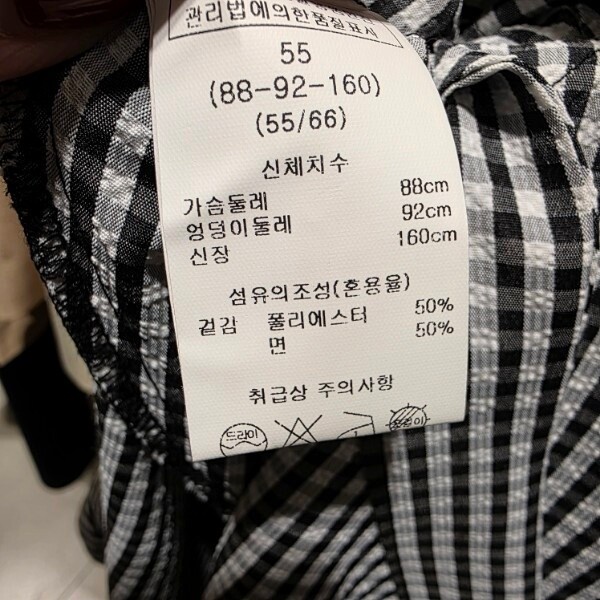 관리법에의한품질표시
55
(88-92-160)
(55/66)
신체치수
가슴둘레 88cm
엉덩이둘레 92cm
신장 160cm
섬유의조성(혼용율)
겉감 폴리에스터 50%
면 50%
취급상 주의사항
드라이